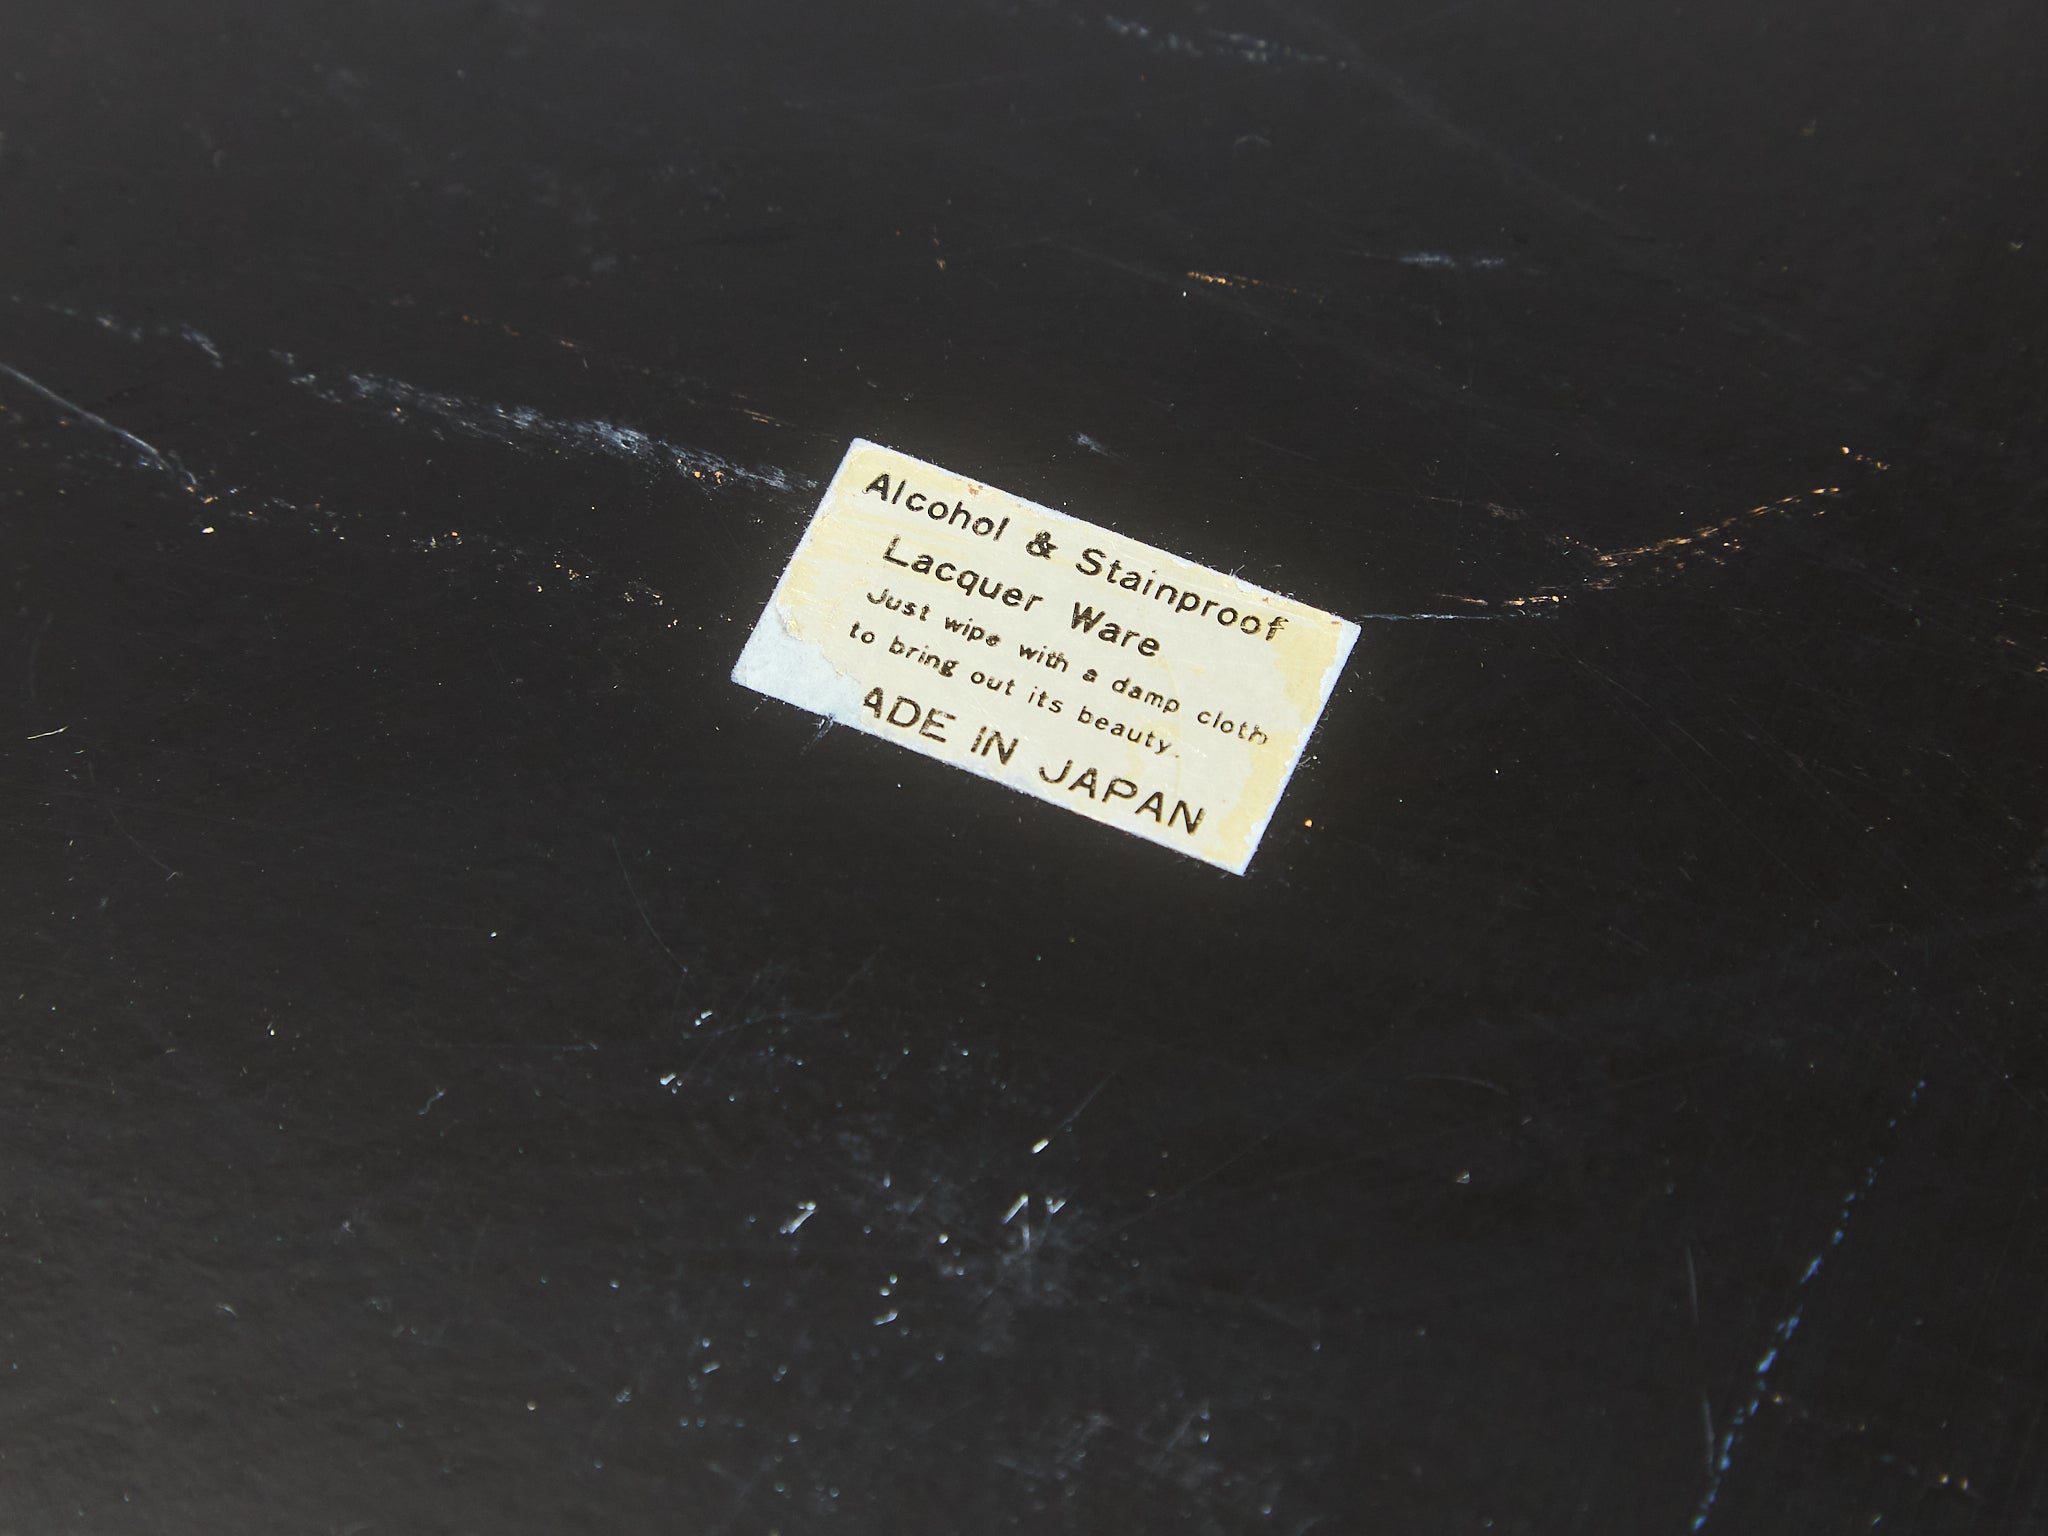 Alcohol & Stainproof
Lacquer Ware
Just wipe with a damp cloth
to bring out its beauty.
ADE IN JAPAN